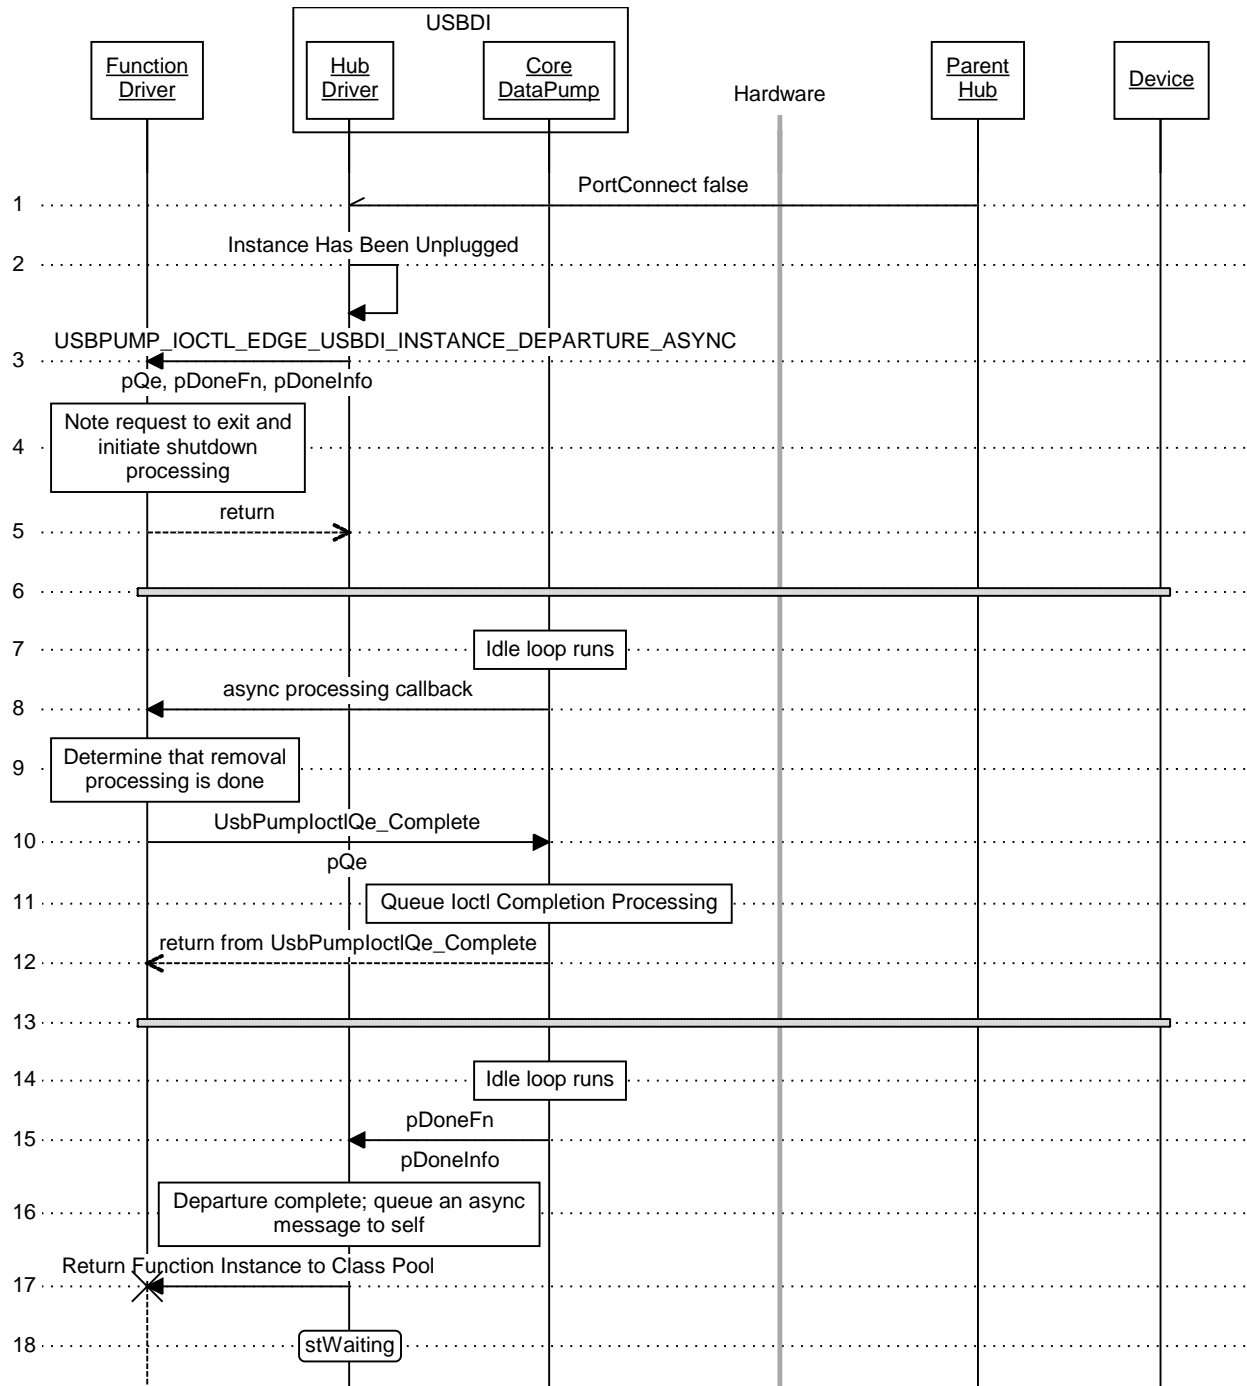 USBDI
Function
Driver
Hub
Driver
Core
DataPump
Hardware
Parent
Hub
Device
PortConnect false
1
Instance Has Been Unplugged
2
USBPUMP_IOCTL_EDGE_USBDI_INSTANCE_DEPARTURE_ASYNC
3
pQe, pDoneFn, pDoneInfo
Note request to exit and
4
initiate shutdown
processing
return
5
6
7
Idle loop runs
async processing callback
8
Determine that removal
9
processing is done
UsbPumpIoctlQe_Complete
10
pQe
11
Queue Ioctl Completion Processing
return from UsbPumpIoctlQe_Complete
12
13
14
Idle loop runs
pDoneFn
15
pDoneInfo
Departure complete; queue an async
16
message to self
Return Function Instance to Class Pool
17
18
stWaiting